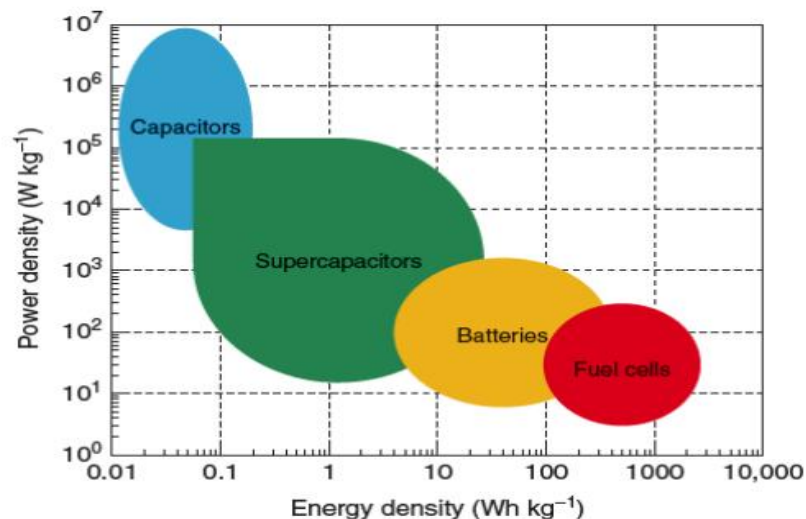 10⁷
10⁶
10⁵
10⁴
10³
10²
10¹
10⁰
Power density (W kg⁻¹)
Capacitors
Supercapacitors
Batteries
Fuel cells
0.01 0.1 1 10 100 1000 10,000
Energy density (Wh kg⁻¹)